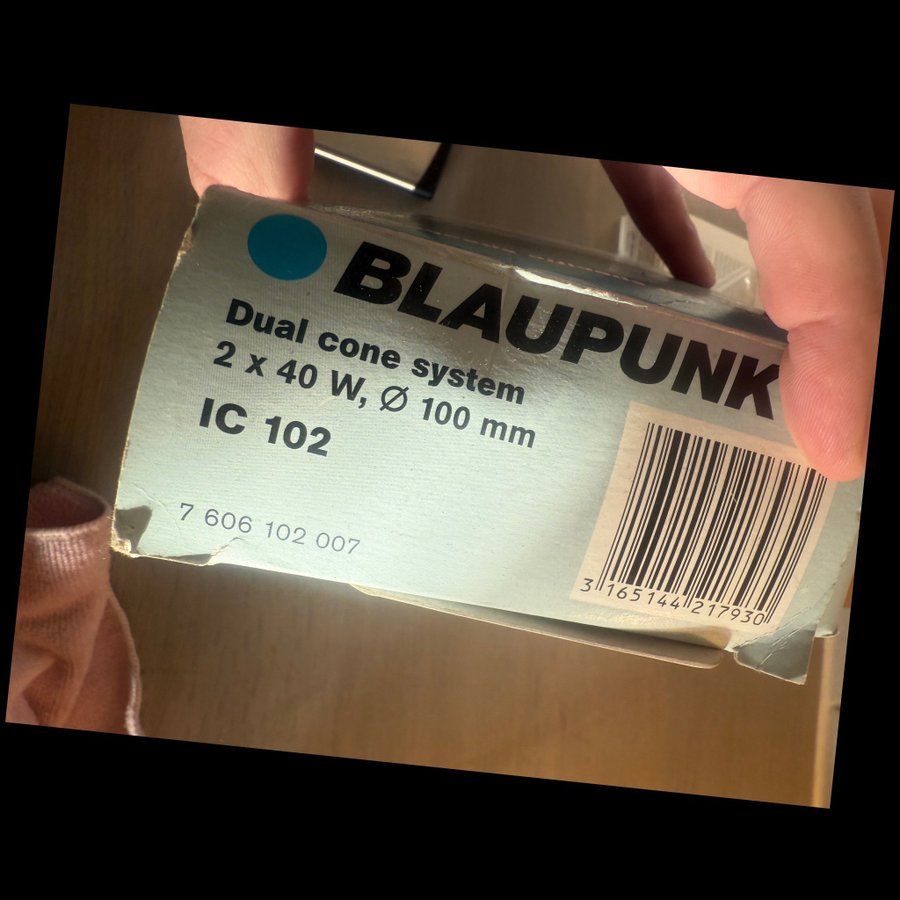 BLAUPUNK
Dual cone system
2 x 40 W, Ø 100 mm
IC 102
7 606 102 007
3 165144 217930